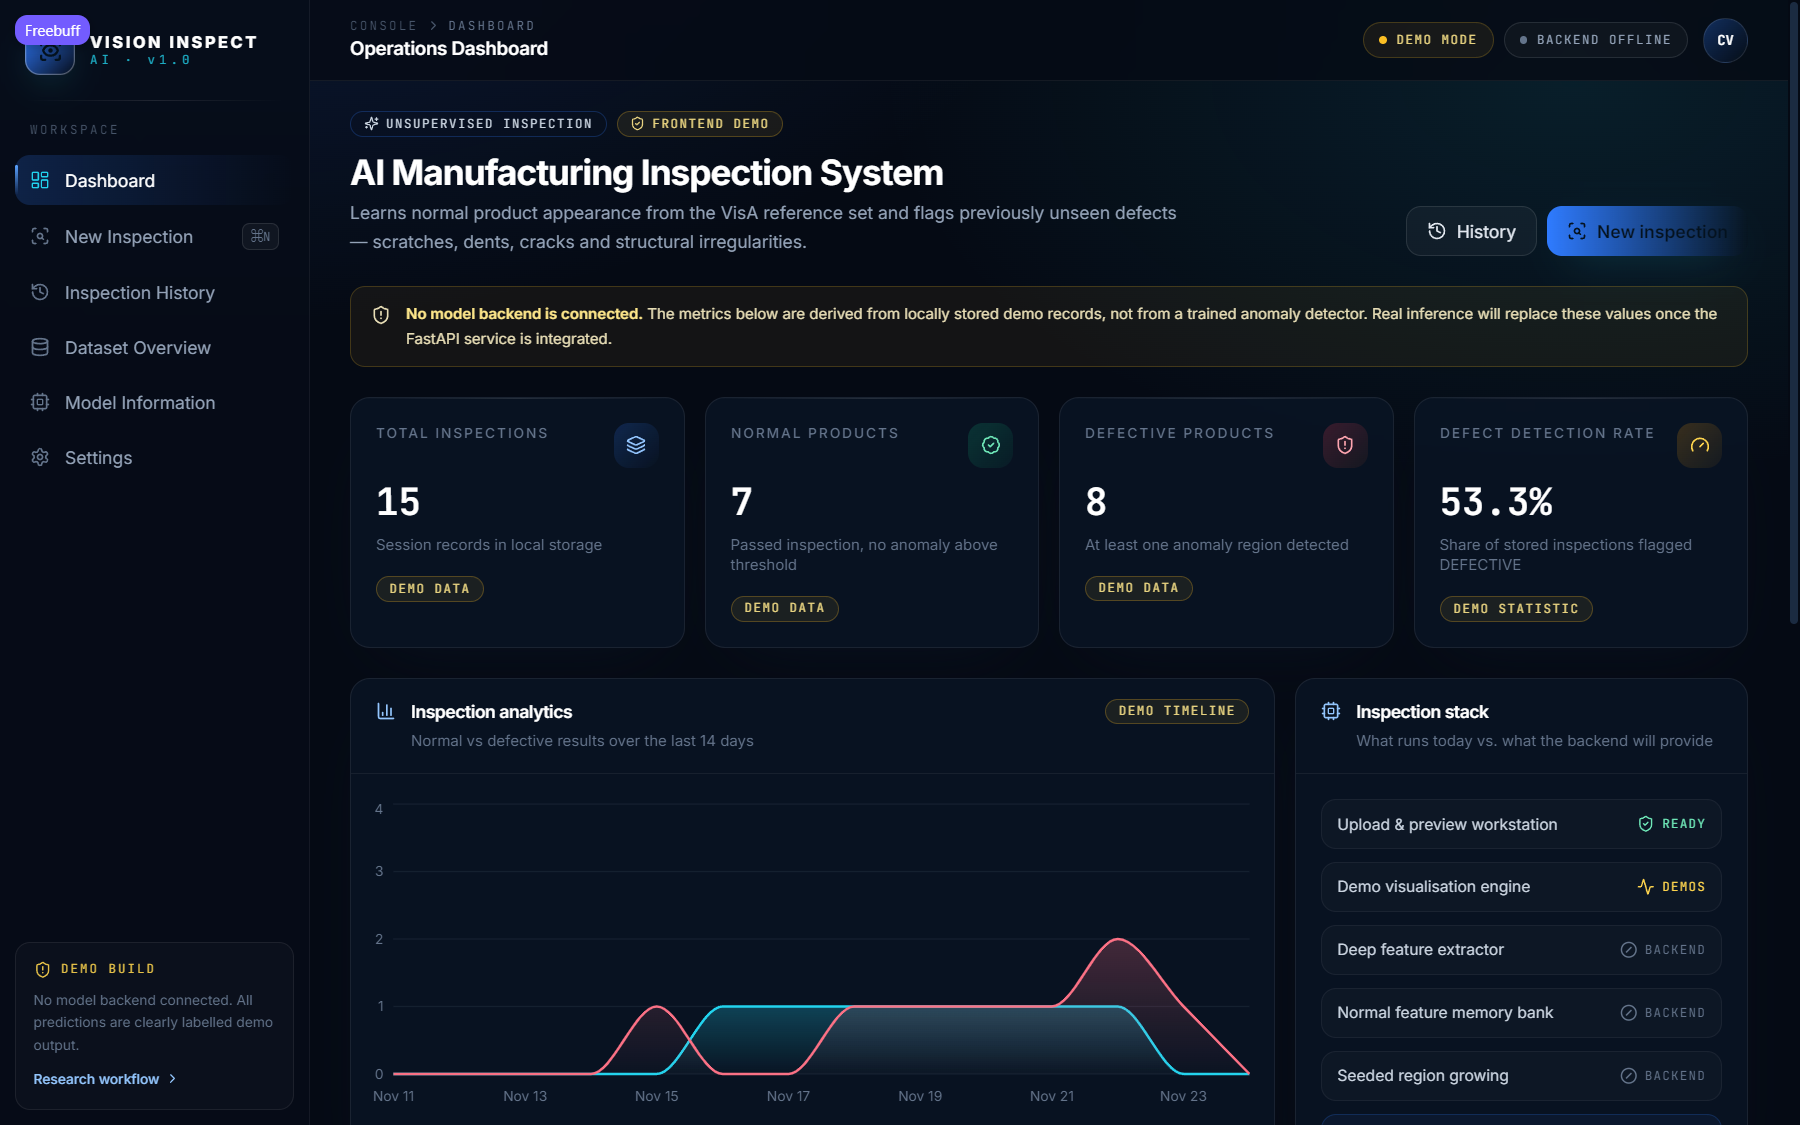 Freebuff
VISION INSPECT
AI · v1.0
WORKSPACE
Dashboard
New Inspection
⌘N
Inspection History
Dataset Overview
Model Information
Settings
DEMO BUILD
No model backend connected. All
predictions are clearly labelled demo
output.
Research workflow
CONSOLE > DASHBOARD
Operations Dashboard
DEMO MODE
BACKEND OFFLINE
CV
UNSUPERVISED INSPECTION
FRONTEND DEMO
AI Manufacturing Inspection System
Learns normal product appearance from the VisA reference set and flags previously unseen defects
— scratches, dents, cracks and structural irregularities.
History
New inspection
No model backend is connected. The metrics below are derived from locally stored demo records, not from a trained anomaly detector. Real inference will replace these values once the
FastAPI service is integrated.
TOTAL INSPECTIONS
15
Session records in local storage
DEMO DATA
NORMAL PRODUCTS
7
Passed inspection, no anomaly above
threshold
DEMO DATA
DEFECTIVE PRODUCTS
8
At least one anomaly region detected
DEMO DATA
DEFECT DETECTION RATE
53.3%
Share of stored inspections flagged
DEFECTIVE
DEMO STATISTIC
Inspection analytics
Normal vs defective results over the last 14 days
DEMO TIMELINE
4
3
2
1
0
Nov 11
Nov 13
Nov 15
Nov 17
Nov 19
Nov 21
Nov 23
Inspection stack
What runs today vs. what the backend will provide
Upload & preview workstation
READY
Demo visualisation engine
DEMOS
Deep feature extractor
BACKEND
Normal feature memory bank
BACKEND
Seeded region growing
BACKEND